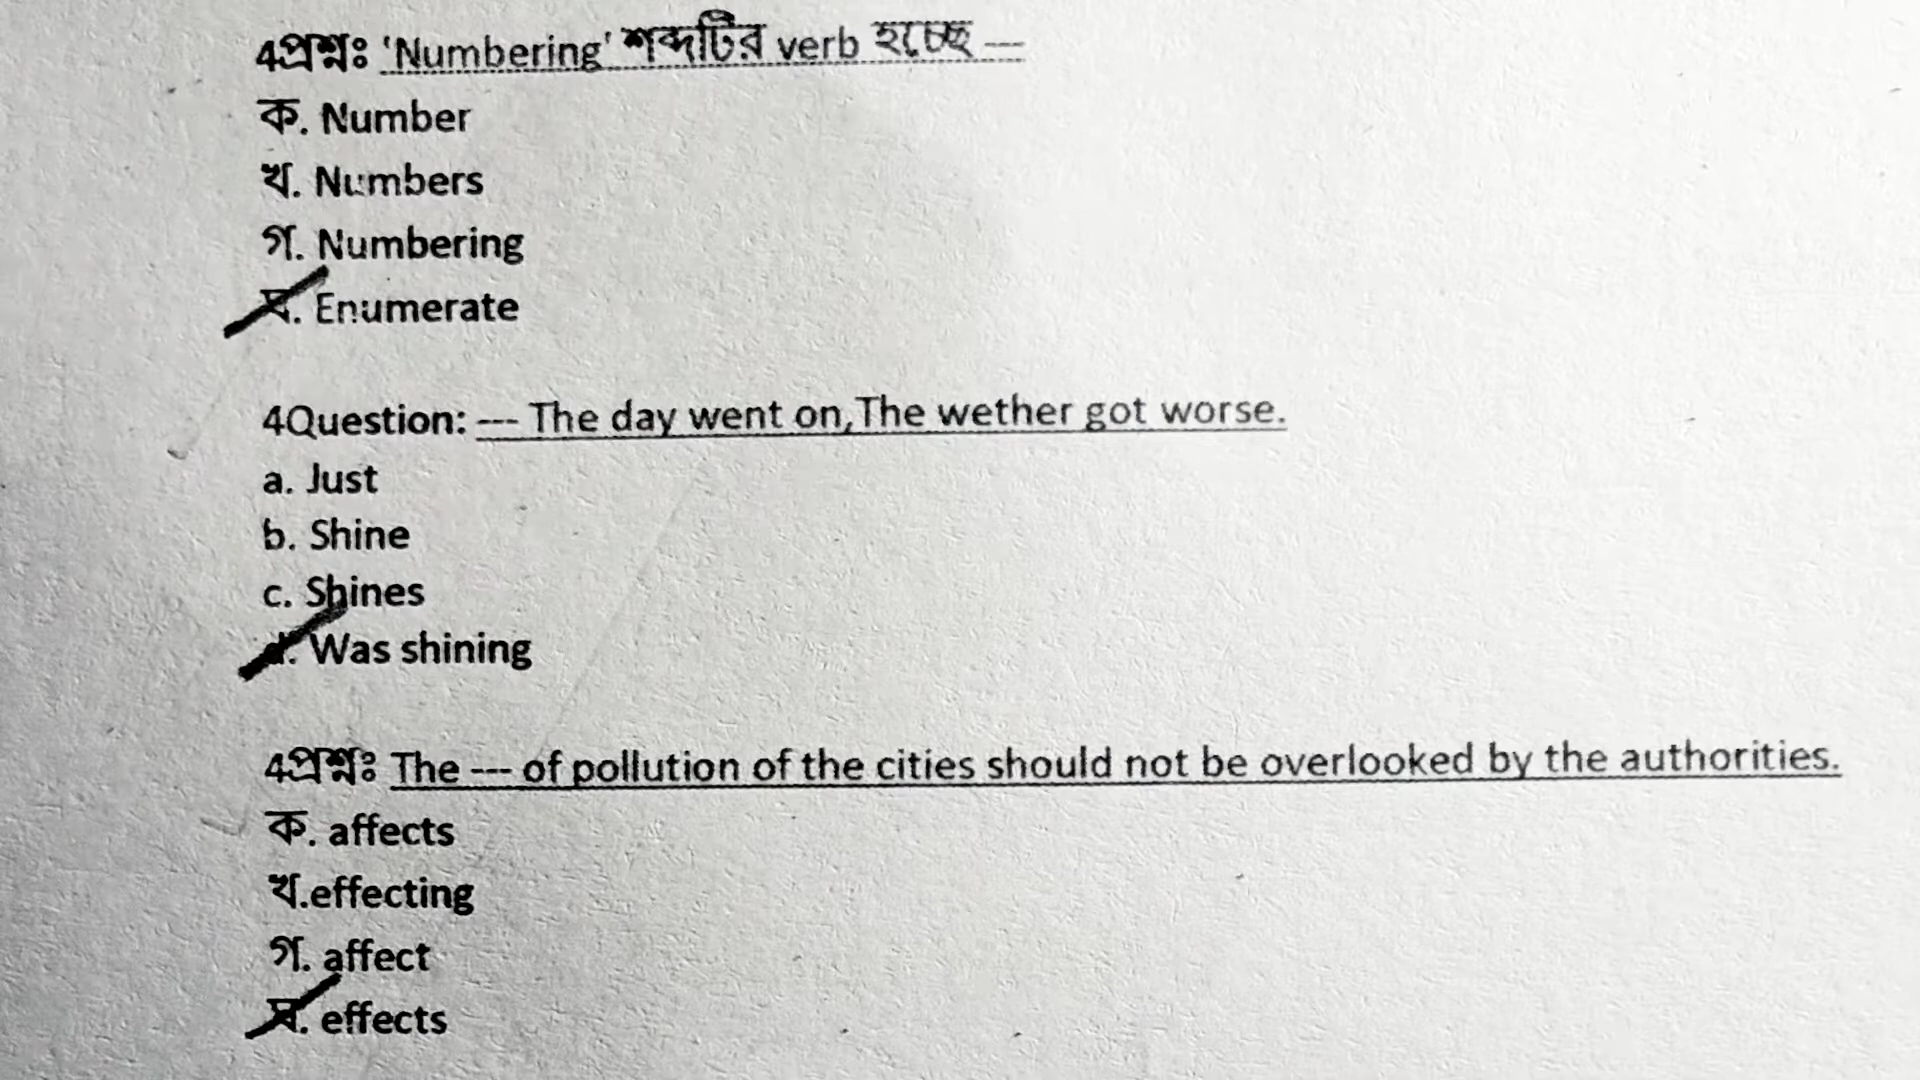 4প্রশ্নঃ 'Numbering' শব্দটির verb হচ্ছে ---
ক. Number
খ. Numbers
গ. Numbering
ঘ. Enumerate
4Question: --- The day went on,The wether got worse.
a. Just
b. Shine
c. Shines
d. Was shining
4প্রশ্নঃ The --- of pollution of the cities should not be overlooked by the authorities.
ক. affects
খ.effecting
গ. affect
ঘ. effects